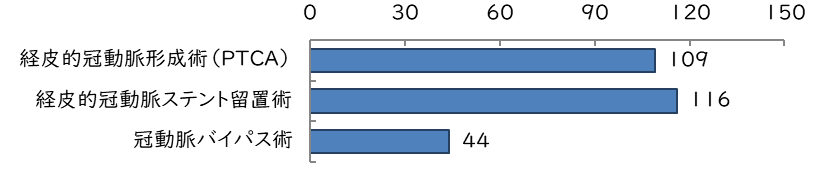 0 30 60 90 120 150
経皮的冠動脈形成術（PTCA） 109
経皮的冠動脈ステント留置術 116
冠動脈バイパス術 44